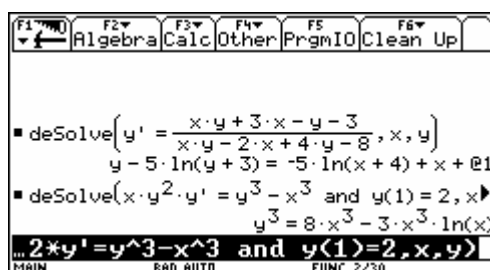 F1 F2 F3 F4 F5 F6
Algebra Calc Other PrgmIO Clean Up
▪ deSolve(y' = (x·y + 3·x − y − 3)/(x·y − 2·x + 4·y − 8), x, y)
y − 5·ln(y + 3) = ⁻5·ln(x + 4) + x + @1
▪ deSolve(x·y² · y' = y³ − x³ and y(1) = 2, x▶
y³ = 8·x³ − 3·x³·ln(x)
…2*y'=y^3-x^3 and y(1)=2,x,y)
MAIN RAD AUTO FUNC 2/30